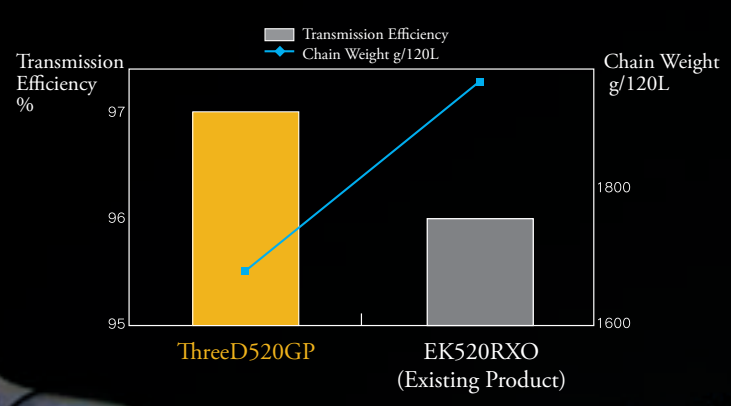 Transmission Efficiency
Chain Weight g/120L
Transmission
Efficiency
%
Chain Weight
g/120L
97
96
95
1800
1600
ThreeD520GP
EK520RXO
(Existing Product)